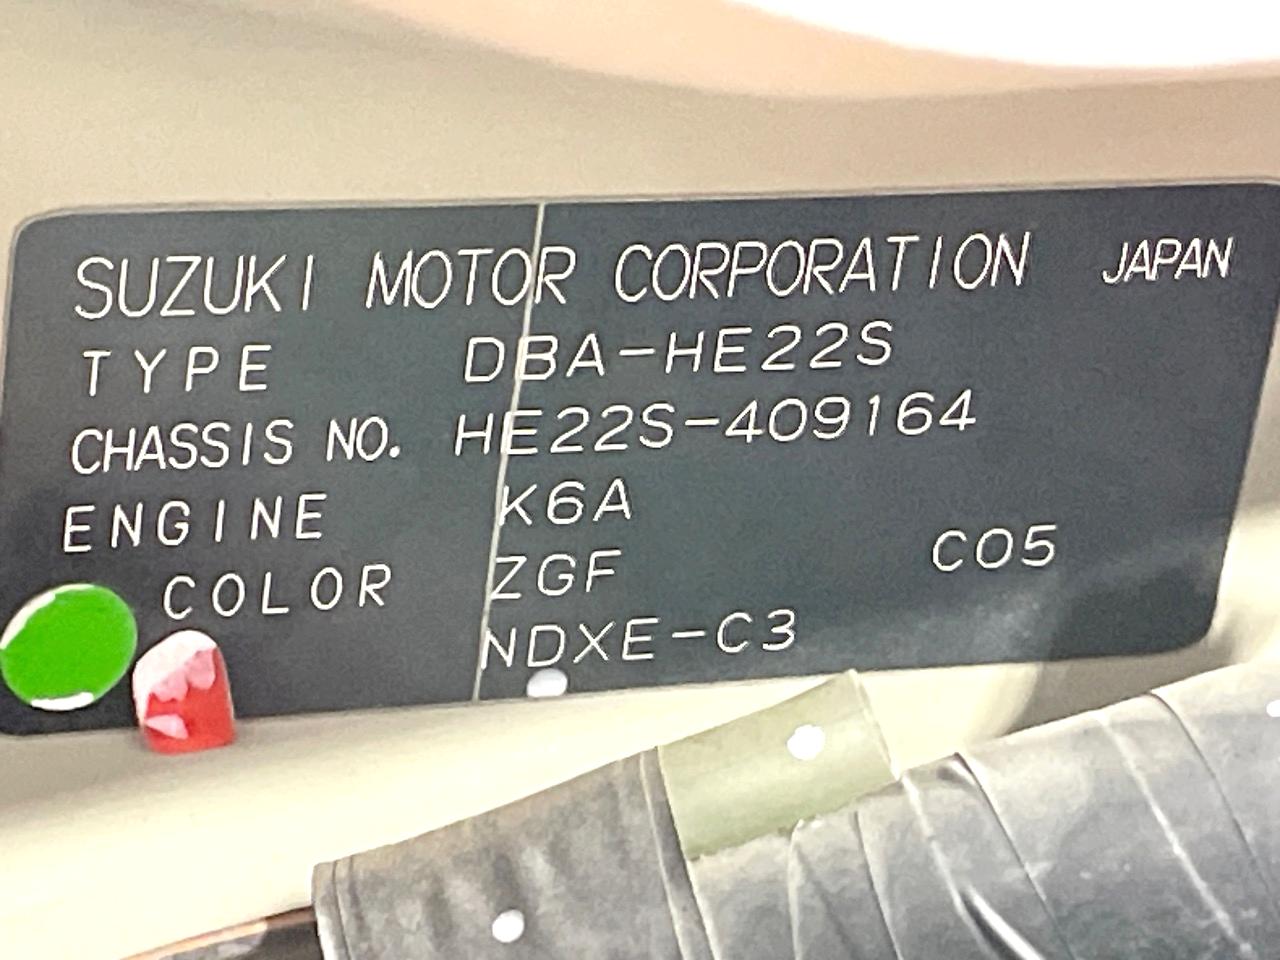 SUZUKI MOTOR CORPORATION JAPAN
TYPE DBA-HE22S
CHASSIS NO. HE22S-409164
ENGINE K6A
COLOR ZGF C05
NDXE-C3